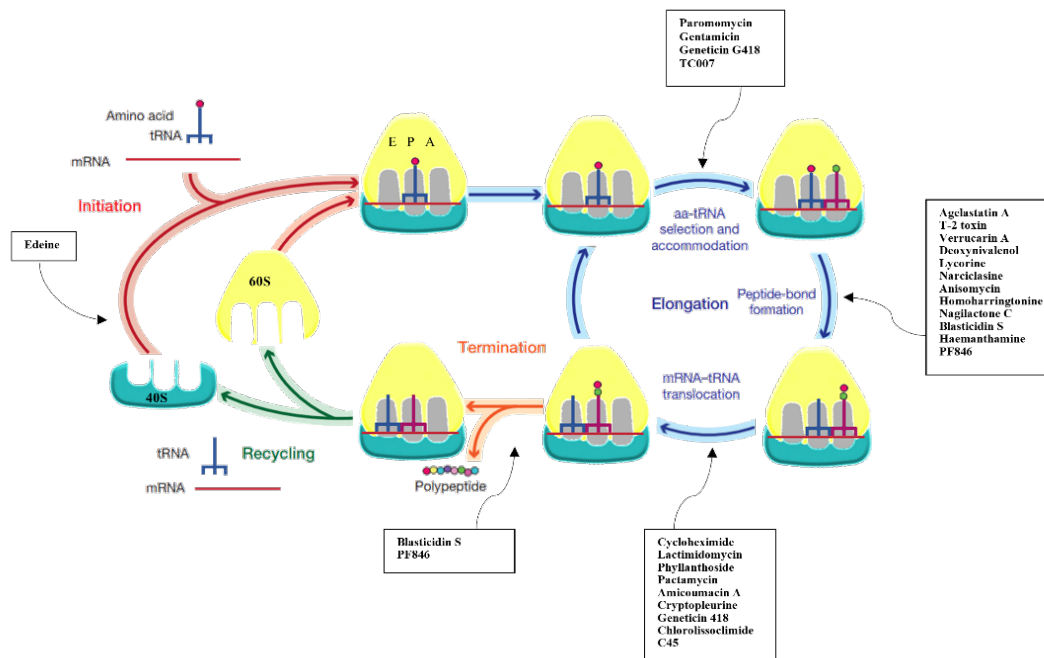 Paromomycin
Gentamicin
Geneticin G418
TC007
Amino acid
tRNA
mRNA
Initiation
E P A
aa-tRNA
selection and
accommodation
Edeine
60S
Elongation
Peptide-bond
formation
Agelastatin A
T-2 toxin
Verrucarin A
Deoxynivalenol
Lycorine
Narciclasine
Anisomycin
Homoharringtonine
Nagilactone C
Blasticidin S
Haemanthamine
PF846
Termination
mRNA–tRNA
translocation
40S
tRNA
Recycling
mRNA
Polypeptide
Blasticidin S
PF846
Cycloheximide
Lactimidomycin
Phyllanthoside
Pactamycin
Amicoumacin A
Cryptopleurine
Geneticin 418
Chlorolissoclimide
C45